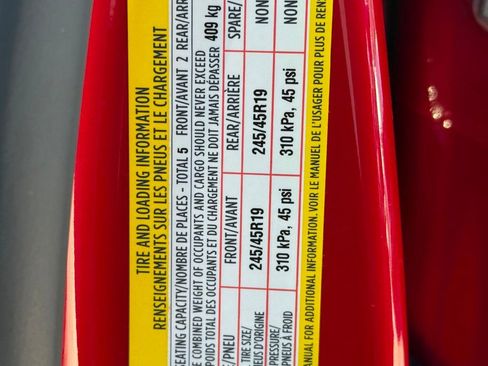 TIRE AND LOADING INFORMATION
RENSEIGNEMENTS SUR LES PNEUS ET LE CHARGEMENT
SEATING CAPACITY/NOMBRE DE PLACES - TOTAL 5 FRONT/AVANT 2 REAR/ARR
E COMBINED WEIGHT OF OCCUPANTS AND CARGO SHOULD NEVER EXCEED
POIDS TOTAL DES OCCUPANTS ET DU CHARGEMENT NE DOIT JAMAIS DÉPASSER 409 kg
E/PNEU FRONT/AVANT REAR/ARRIÈRE SPARE/
L TIRE SIZE/ 245/45R19 245/45R19 NON
NEUS D'ORIGINE
PRESSURE/ 310 kPa, 45 psi 310 kPa, 45 psi NON
PNEUS À FROID
ANUAL FOR ADDITIONAL INFORMATION. VOIR LE MANUEL DE L'USAGER POUR PLUS DE RENS